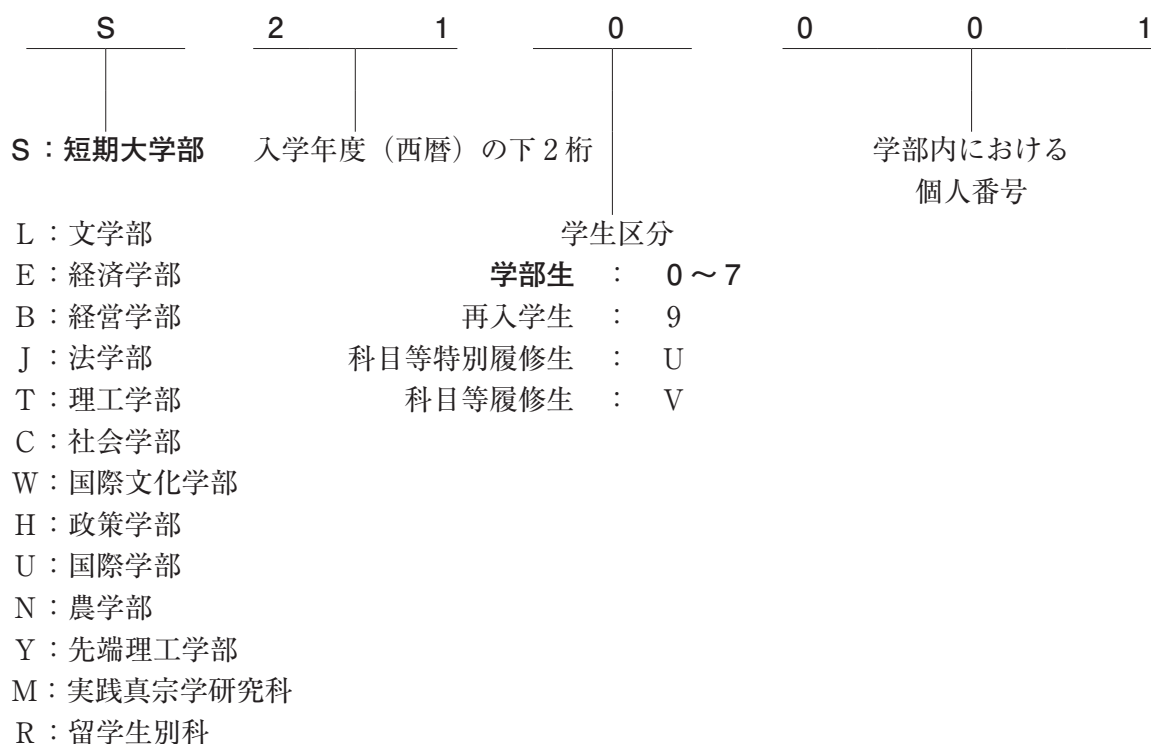 S 2 1 0 0 0 1
S：短期大学部 入学年度（西暦）の下2桁 学部内における
個人番号
L：文学部 学生区分
E：経済学部 学部生 ： 0～7
B：経営学部 再入学生 ： 9
J：法学部 科目等特別履修生 ： U
T：理工学部 科目等履修生 ： V
C：社会学部
W：国際文化学部
H：政策学部
U：国際学部
N：農学部
Y：先端理工学部
M：実践真宗学研究科
R：留学生別科